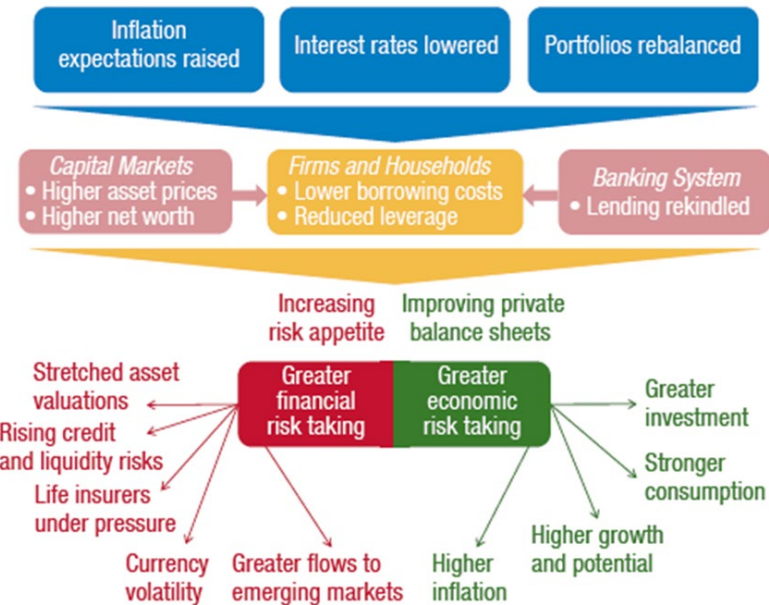 Inflation
expectations raised
Interest rates lowered
Portfolios rebalanced
Capital Markets
• Higher asset prices
• Higher net worth
Firms and Households
• Lower borrowing costs
• Reduced leverage
Banking System
• Lending rekindled
Increasing
risk appetite
Improving private
balance sheets
Greater
financial
risk taking
Greater
economic
risk taking
Stretched asset
valuations
Rising credit
and liquidity risks
Life insurers
under pressure
Currency
volatility
Greater flows to
emerging markets
Higher
inflation
Higher growth
and potential
Stronger
consumption
Greater
investment